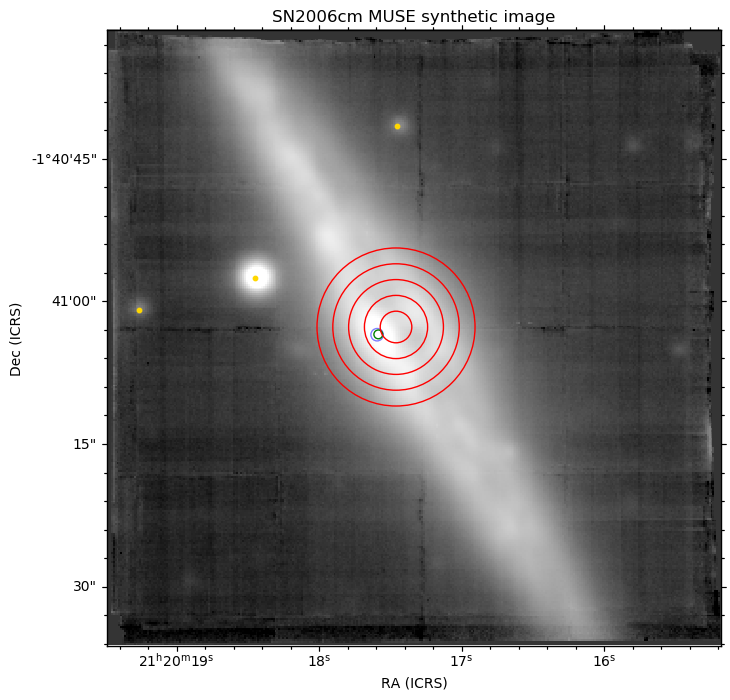 SN2006cm MUSE synthetic image
-1°40'45"
41'00"
15"
30"
Dec (ICRS)
21ʰ20ᵐ19ˢ
18ˢ
17ˢ
16ˢ
RA (ICRS)